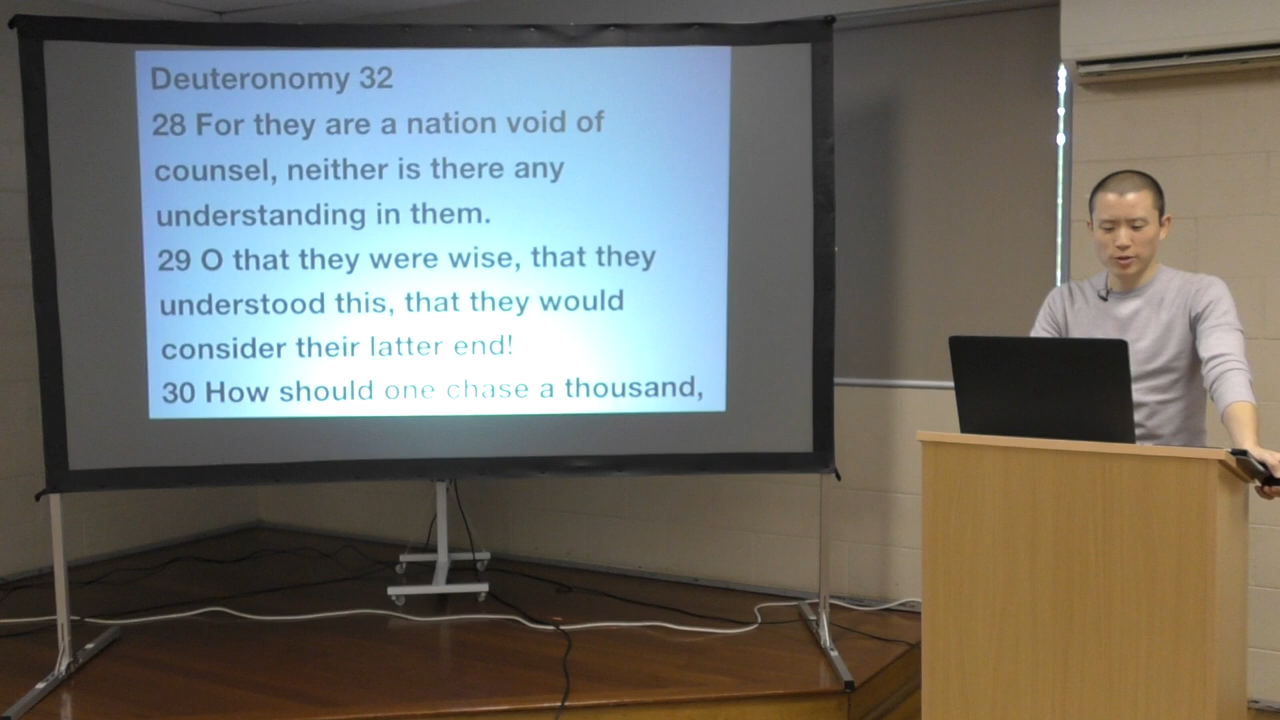 Deuteronomy 32
28 For they are a nation void of
counsel, neither is there any
understanding in them.
29 O that they were wise, that they
understood this, that they would
consider their latter end!
30 How should one chase a thousand,